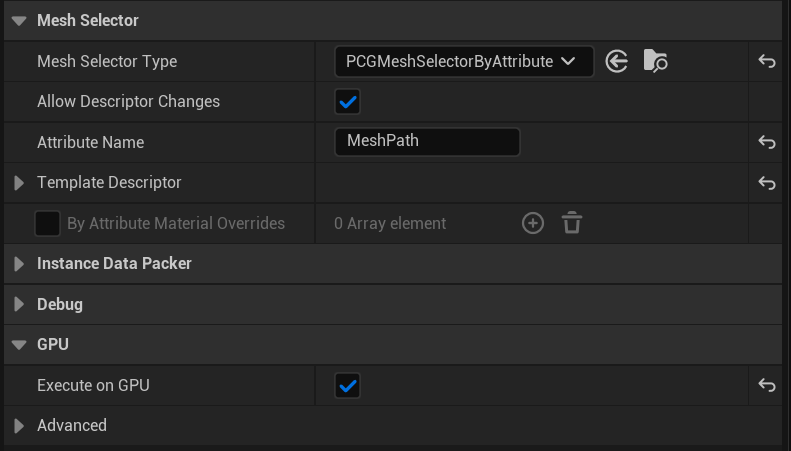 Mesh Selector
Mesh Selector Type PCGMeshSelectorByAttribute
Allow Descriptor Changes
Attribute Name MeshPath
Template Descriptor
By Attribute Material Overrides 0 Array element
Instance Data Packer
Debug
GPU
Execute on GPU
Advanced